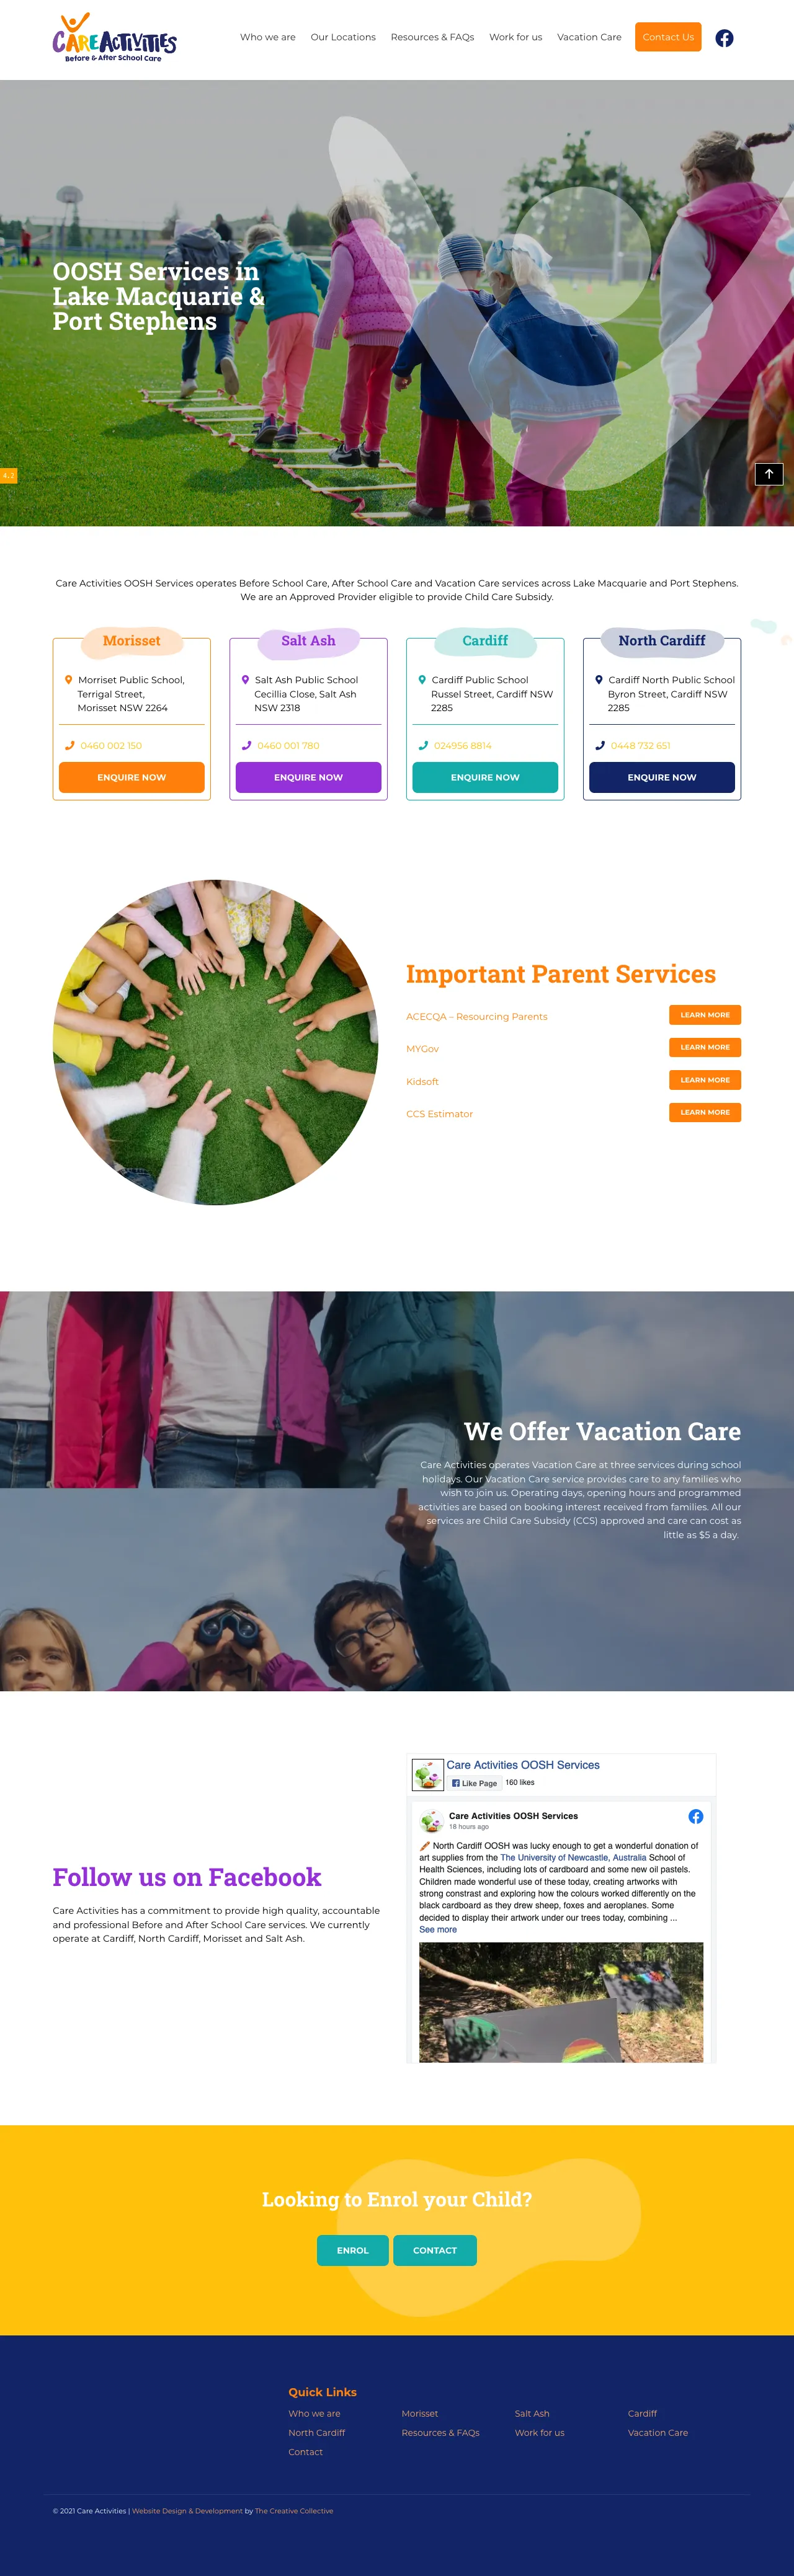 CAREACTIVITIES
Before & After School Care
Who we are
Our Locations
Resources & FAQs
Work for us
Vacation Care
Contact Us
OOSH Services in
Lake Macquarie &
Port Stephens
Care Activities OOSH Services operates Before School Care, After School Care and Vacation Care services across Lake Macquarie and Port Stephens.
We are an Approved Provider eligible to provide Child Care Subsidy.
Morisset
Morriset Public School,
Terrigal Street,
Morisset NSW 2264
0460 002 150
ENQUIRE NOW
Salt Ash
Salt Ash Public School
Cecillia Close, Salt Ash
NSW 2318
0460 001 780
ENQUIRE NOW
Cardiff
Cardiff Public School
Russel Street, Cardiff NSW
2285
024956 8814
ENQUIRE NOW
North Cardiff
Cardiff North Public School
Byron Street, Cardiff NSW
2285
0448 732 651
ENQUIRE NOW
Important Parent Services
ACECQA – Resourcing Parents
LEARN MORE
MYGov
LEARN MORE
Kidsoft
LEARN MORE
CCS Estimator
LEARN MORE
We Offer Vacation Care
Care Activities operates Vacation Care at three services during school
holidays. Our Vacation Care service provides care to any families who
wish to join us. Operating days, opening hours and programmed
activities are based on booking interest received from families. All our
services are Child Care Subsidy (CCS) approved and care can cost as
little as $5 a day.
Follow us on Facebook
Care Activities has a commitment to provide high quality, accountable
and professional Before and After School Care services. We currently
operate at Cardiff, North Cardiff, Morisset and Salt Ash.
Care Activities OOSH Services
Like Page
160 likes
Care Activities OOSH Services
18 hours ago
North Cardiff OOSH was lucky enough to get a wonderful donation of
art supplies from the The University of Newcastle, Australia School of
Health Sciences, including lots of cardboard and some new oil pastels.
Children made wonderful use of these today, creating artworks with
strong constrast and exploring how the colours worked differently on the
black cardboard as they drew sheep, foxes and aeroplanes. Some
decided to display their artwork under our trees today, combining ...
See more
Looking to Enrol your Child?
ENROL
CONTACT
Quick Links
Who we are
Morisset
Salt Ash
Cardiff
North Cardiff
Resources & FAQs
Work for us
Vacation Care
Contact
© 2021 Care Activities | Website Design & Development by The Creative Collective